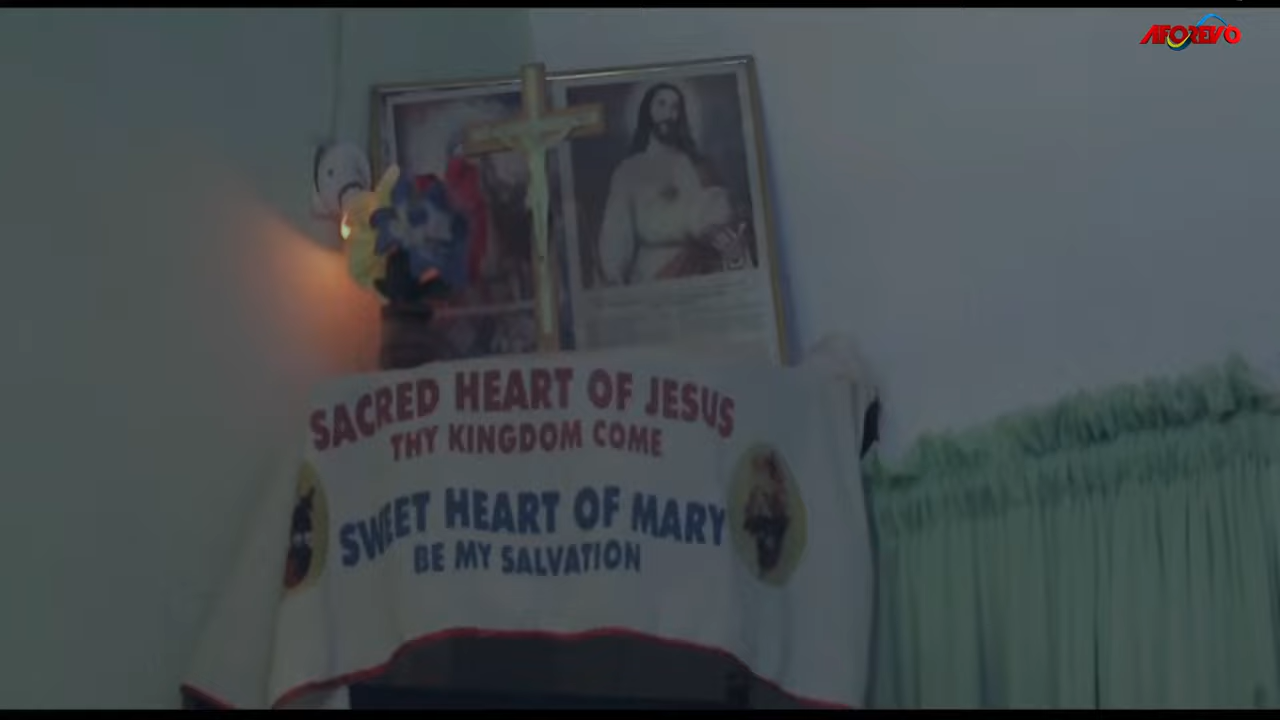 AFOREVO
SACRED HEART OF JESUS
THY KINGDOM COME
SWEET HEART OF MARY
BE MY SALVATION